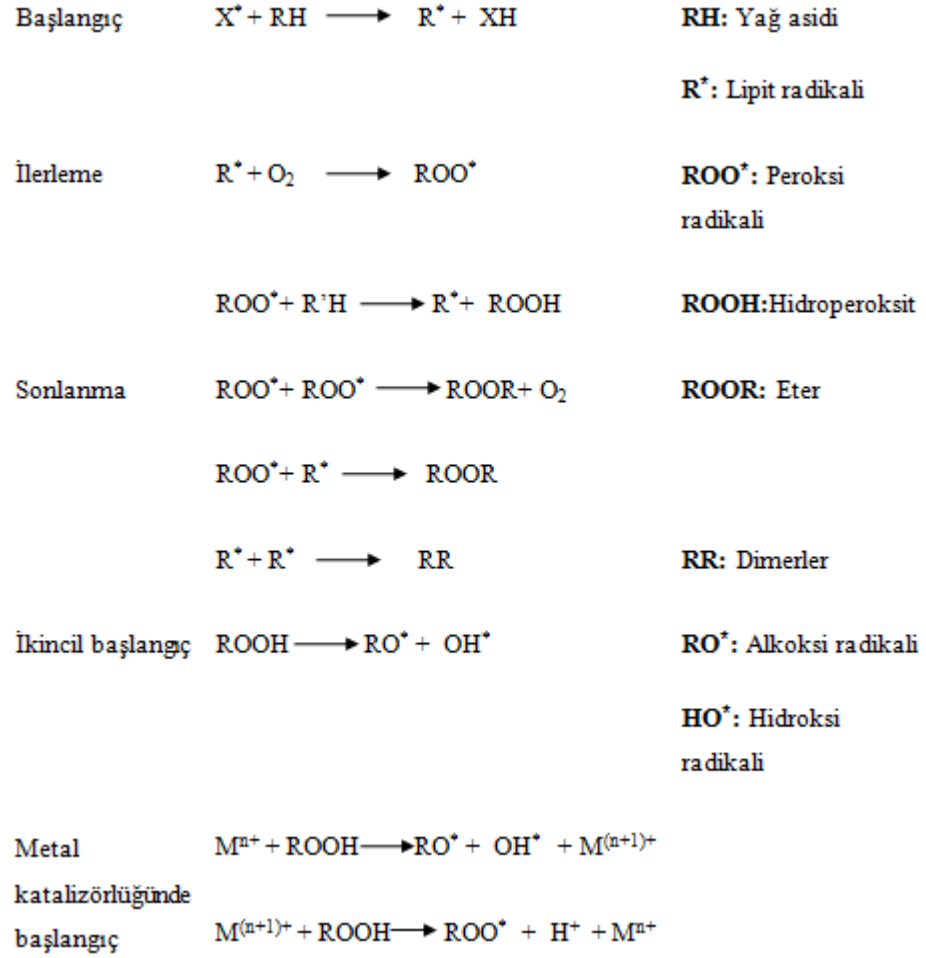 Başlangıç X* + RH ⟶ R* + XH RH: Yağ asidi
R*: Lipit radikali
İlerleme R* + O₂ ⟶ ROO* ROO*: Peroksi
radikali
ROO* + R’H ⟶ R* + ROOH ROOH:Hidroperoksit
Sonlanma ROO* + ROO* ⟶ ROOR+ O₂ ROOR: Eter
ROO* + R* ⟶ ROOR
R* + R* ⟶ RR RR: Dimerler
İkincil başlangıç ROOH ⟶ RO* + OH* RO*: Alkoksi radikali
HO*: Hidroksi
radikali
Metal
katalizörlüğünde
başlangıç
Mⁿ⁺ + ROOH ⟶ RO* + OH* + M⁽ⁿ⁺¹⁾⁺
M⁽ⁿ⁺¹⁾⁺ + ROOH ⟶ ROO* + H⁺ + Mⁿ⁺